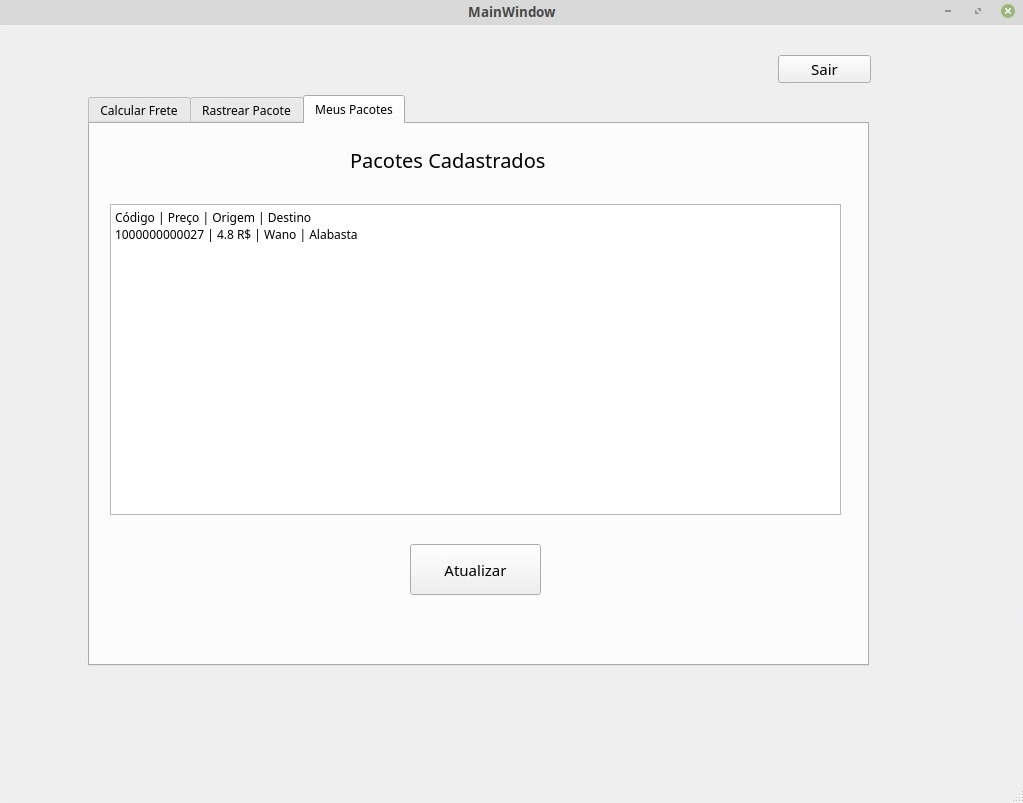 MainWindow
Sair
Calcular Frete
Rastrear Pacote
Meus Pacotes
Pacotes Cadastrados
Código | Preço | Origem | Destino
1000000000027 | 4.8 R$ | Wano | Alabasta
Atualizar